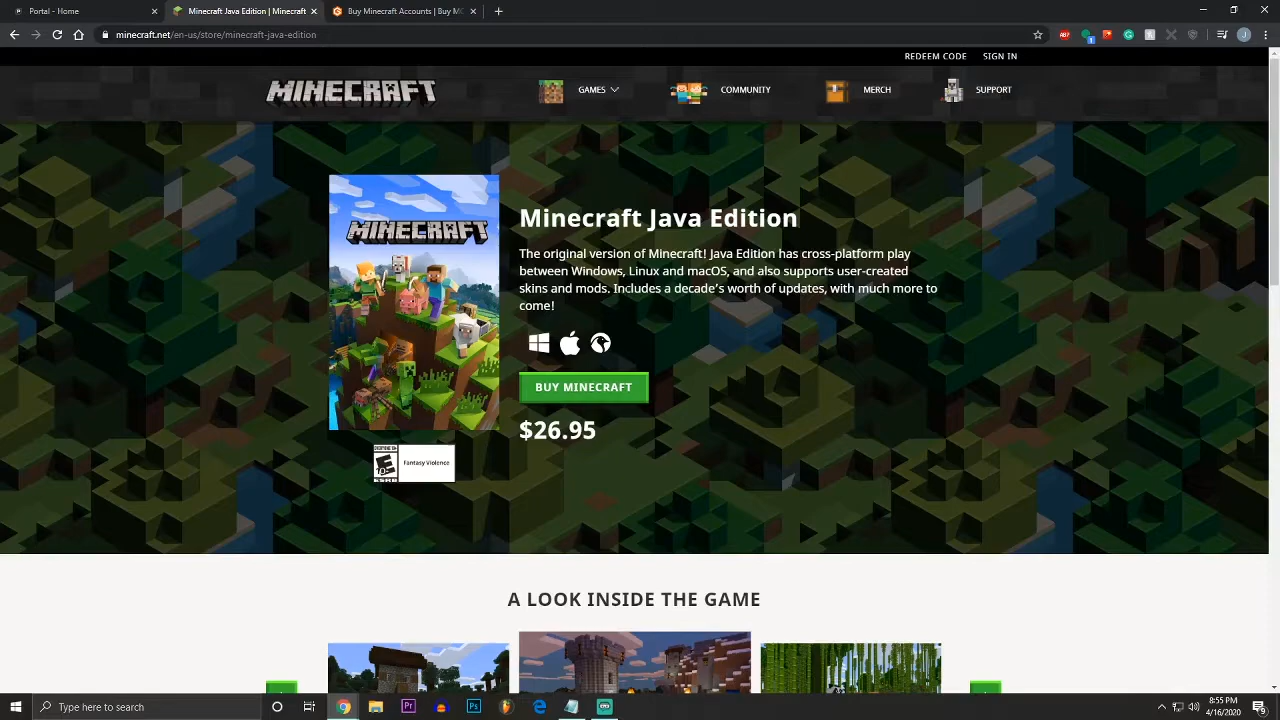 Portal - Home
Minecraft Java Edition | Minecraft
Buy Minecraft Accounts | Buy MC
minecraft.net/en-us/store/minecraft-java-edition
REDEEM CODE
SIGN IN
MINECRAFT
GAMES
COMMUNITY
MERCH
SUPPORT
MINECRAFT
Minecraft Java Edition
The original version of Minecraft! Java Edition has cross-platform play
between Windows, Linux and macOS, and also supports user-created
skins and mods. Includes a decade's worth of updates, with much more to
come!
BUY MINECRAFT
$26.95
E
Fantasy Violence
A LOOK INSIDE THE GAME
Type here to search
Pr
Ps
8:55 PM
4/16/2020